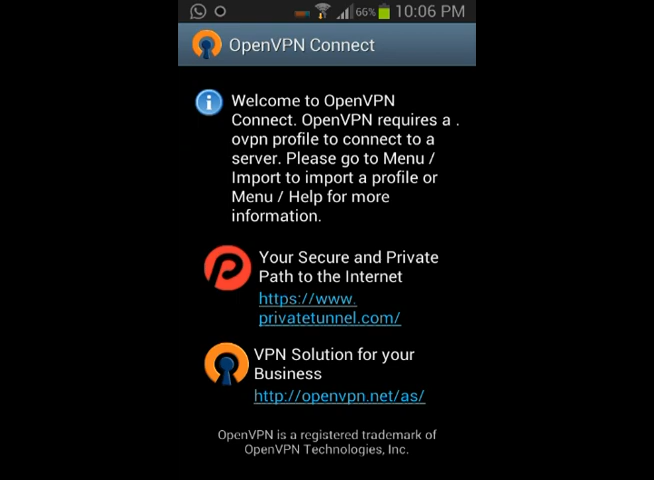 66% 10:06 PM
OpenVPN Connect
Welcome to OpenVPN
Connect. OpenVPN requires a .
ovpn profile to connect to a
server. Please go to Menu /
Import to import a profile or
Menu / Help for more
information.
Your Secure and Private
Path to the Internet
https://www.
privatetunnel.com/
VPN Solution for your
Business
http://openvpn.net/as/
OpenVPN is a registered trademark of
OpenVPN Technologies, Inc.